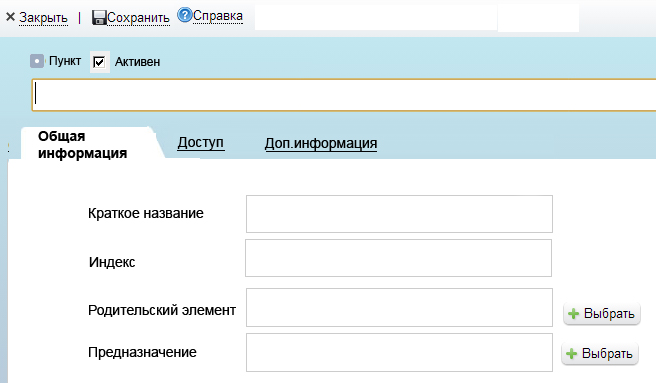 Закрыть | Сохранить Справка
Пункт Активен
Общая
информация
Доступ Доп.информация
Краткое название
Индекс
Родительский элемент Выбрать
Предназначение Выбрать